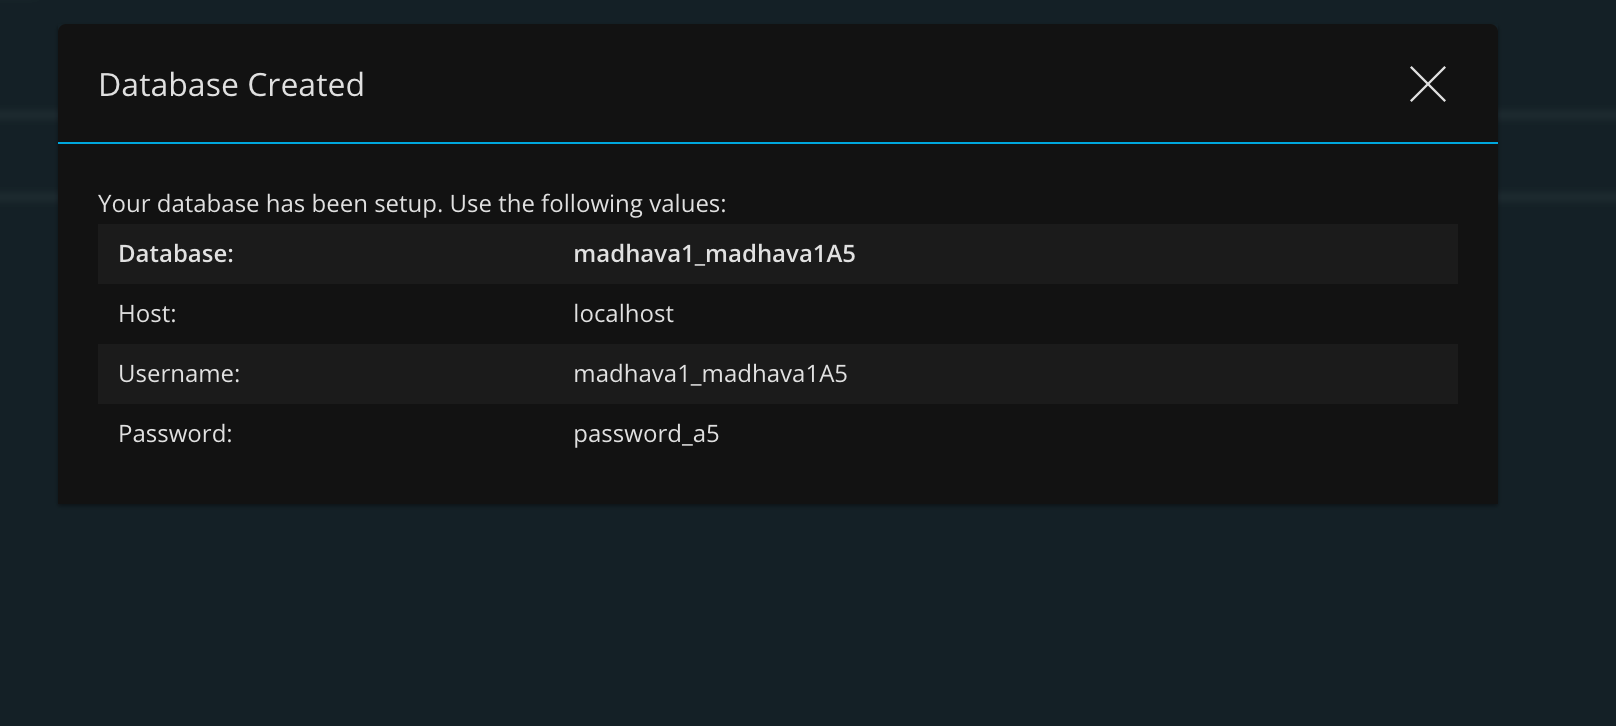 Database Created
Your database has been setup. Use the following values:
Database: madhava1_madhava1A5
Host: localhost
Username: madhava1_madhava1A5
Password: password_a5